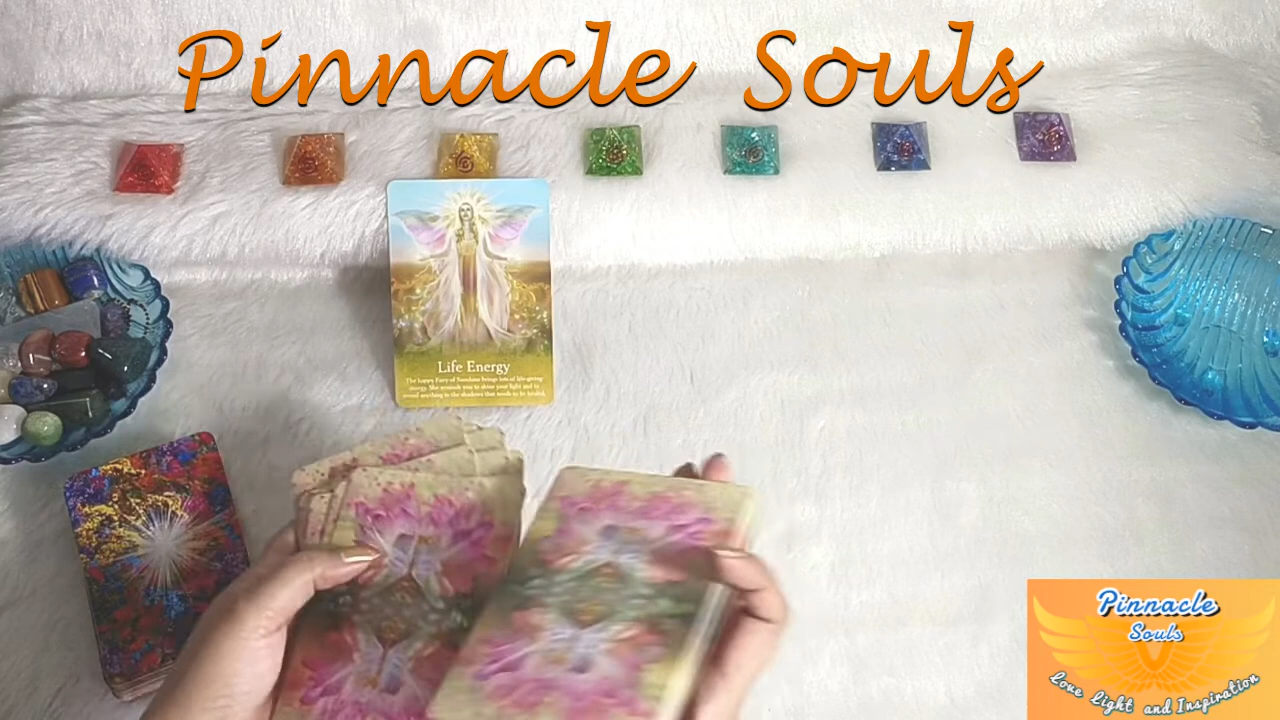 Pinnacle Souls
Life Energy
The happy Fairy of Sunshine brings lots of life-giving
energy. She reminds you to shine your light and to
reveal anything in the shadows that needs to be healed.
Pinnacle
Souls
Love Light and Inspiration